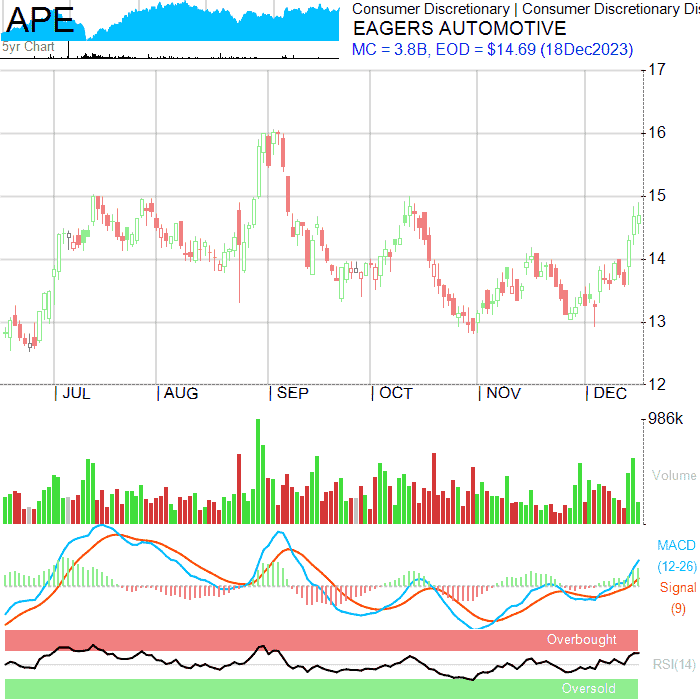 APE
5yr Chart
Consumer Discretionary | Consumer Discretionary Dis
EAGERS AUTOMOTIVE
MC = 3.8B, EOD = $14.69 (18Dec2023)
17
16
15
14
13
12
| JUL | AUG | SEP | OCT | NOV | DEC
986k
Volume
MACD
(12-26)
Signal
(9)
Overbought
RSI(14)
Oversold